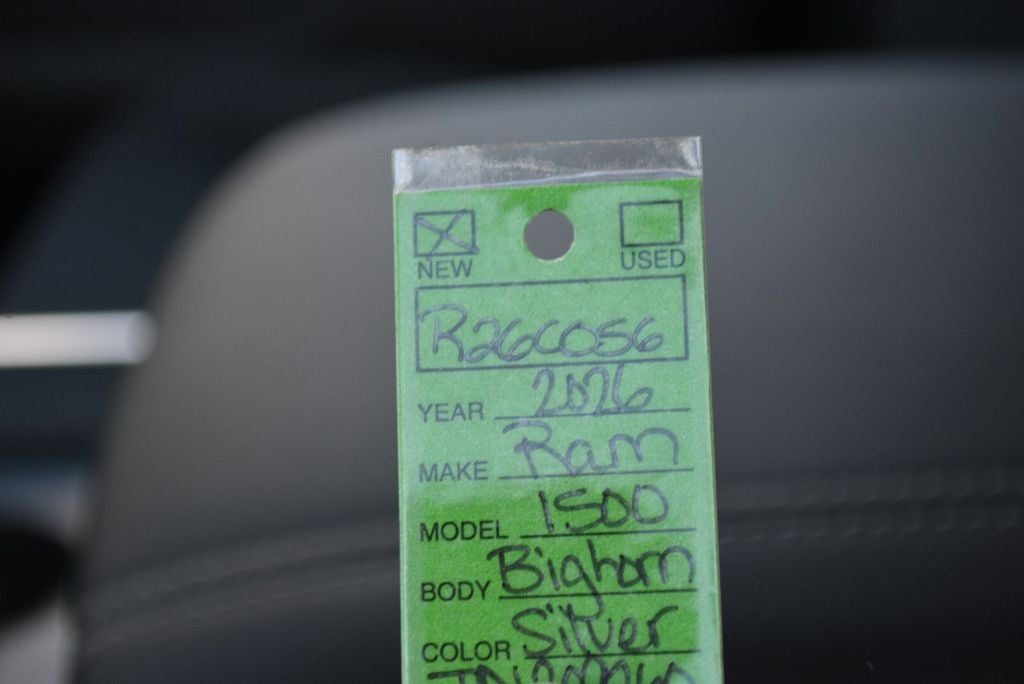 NEW USED
R26C056
YEAR 2026
MAKE Ram
MODEL 1500
BODY Bighorn
COLOR Silver